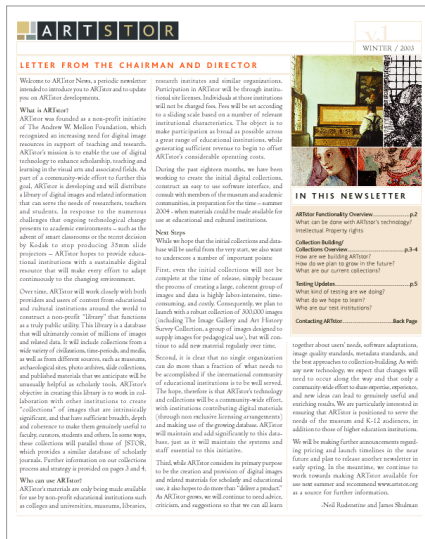 ARTSTOR
v.1
WINTER / 2003
LETTER FROM THE CHAIRMAN AND DIRECTOR
Welcome to ARTstor News, a periodic newsletter
intended to introduce you to ARTstor and to update
you on ARTstor developments.
What is ARTstor?
ARTstor was founded as a non-profit initiative
of The Andrew W. Mellon Foundation, which
recognized an increasing need for digital image
resources in support of teaching and research.
ARTstor's mission is to enable the use of digital
technology to enhance scholarship, teaching and
learning in the visual arts and associated fields. As
part of a community-wide effort to further this
goal, ARTstor is developing and will distribute
a library of digital images and related information
that can serve the needs of researchers, teachers
and students. In response to the numerous
challenges that ongoing technological change
presents to academic environments – such as the
advent of smart classrooms or the recent decision
by Kodak to stop producing 35mm slide
projectors – ARTstor hopes to provide educa-
tional institutions with a sustainable digital
resource that will make every effort to adapt
continuously to the changing environment.
Over time, ARTstor will work closely with both
providers and users of content from educational
and cultural institutions around the world to
construct a non-profit "library" that functions
as a truly public utility. This library is a database
that will ultimately consist of millions of images
and related data. It will include collections from a
wide variety of civilizations, time-periods, and media,
as well as from different sources, such as museums,
archaeological sites, photo archives, slide collections,
and published materials that we anticipate will be
unusually helpful as scholarly tools. ARTstor's
objective in creating this library is to work in col-
laboration with other institutions to create
"collections" of images that are intrinsically
significant, and that have sufficient breadth, depth
and coherence to make them genuinely useful to
faculty, curators, students and others. In some ways,
these collections will parallel those of JSTOR,
which provides a similar database of scholarly
journals. Further information on our collections
process and strategy is provided on pages 3 and 4.
Who can use ARTstor?
ARTstor's materials are only being made available
for use by non-profit educational institutions such
as colleges and universities, museums, libraries,
research institutes and similar organizations.
Participation in ARTstor will be through institu-
tional site licenses. Individuals at those institutions
will not be charged fees. Fees will be set according
to a sliding scale based on a number of relevant
institutional characteristics. The object is to
make participation as broad as possible across
a great range of educational institutions, while
generating sufficient revenue to begin to offset
ARTstor's considerable operating costs.
During the past eighteen months, we have been
working to create the initial digital collections,
construct an easy to use software interface, and
consult with members of the museum and academic
communities, in preparation for the time – summer
2004 – when materials could be made available for
use at educational and cultural institutions.
Next Steps
While we hope that the initial collections and data-
base will be useful from the very start, we also want
to underscore a number of important points:
First, even the initial collections will not be
complete at the time of release, simply because
the process of creating a large, coherent group of
images and data is highly labor-intensive, time-
consuming, and costly. Consequently, we plan to
launch with a robust collection of 300,000 images
(including The Image Gallery and Art History
Survey Collection, a group of images designed to
supply images for pedagogical use), but will con-
tinue to add new material regularly over time.
Second, it is clear that no single organization
can do more than a fraction of what needs to
be accomplished if the international community
of educational institutions is to be well served.
The hope, therefore is that ARTstor's technology
and collections will be a community-wide effort
with institutions contributing digital materials
(through non exclusive licensing arrangements)
and making use of the growing database. ARTstor
will maintain and add significantly to this data-
base, just as it will maintain the systems and
staff essential to this initiative.
Third, while ARTstor considers its primary purpose
to be the creation and provision of digital images
and related materials for scholarly and educational
use, it also hopes to do more than "deliver a product."
As ARTstor grows, we will continue to need advice,
criticism, and suggestions so that we can all learn
IN THIS NEWSLETTER
ARTstor Functionality Overview..........p.2
What can be done with ARTstor's technology?
Intellectual Property rights
Collection Building/
Collections Overview..........p.3-4
How are we building ARTstor?
How do we plan to grow in the future?
What are our current collections?
Testing Updates..........p.5
What kind of testing are we doing?
What do we hope to learn?
Who are our test institutions?
Contacting ARTstor..........Back Page
together about users' needs, software adaptations,
image quality standards, metadata standards, and
the best approaches to collection-building. As with
any new technology, we expect that changes will
need to occur along the way and that only a
community-wide effort to share expertise, experience,
and new ideas can lead to genuinely useful and
enriching results. We are particularly interested in
ensuring that ARTstor is positioned to serve the
needs of the museum and K-12 audiences, in
addition to those of higher education institutions.
We will be making further announcements regard-
ing pricing and launch timelines in the near
future and plan to release another newsletter in
early spring. In the meantime, we continue to
work towards making ARTstor available for
use next summer and recommend www.artstor.org
as a source for further information.
-Neil Rudenstine and James Shulman